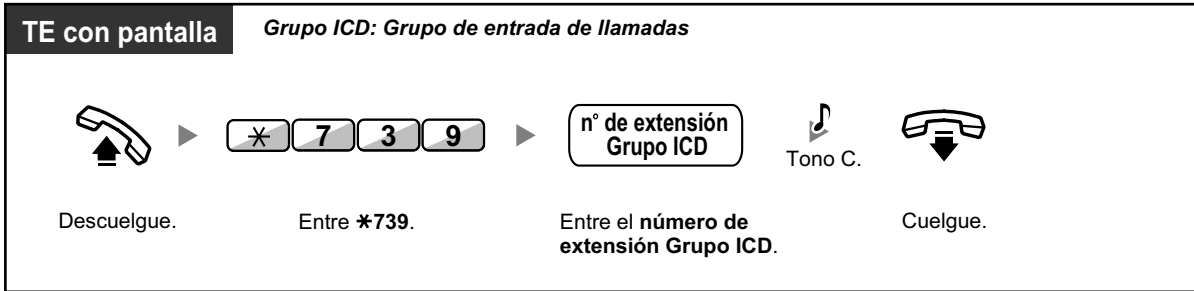 TE con pantalla
Grupo ICD: Grupo de entrada de llamadas
* 7 3 9
n° de extensión
Grupo ICD
Tono C.
Descuelgue.
Entre *739.
Entre el número de
extensión Grupo ICD.
Cuelgue.